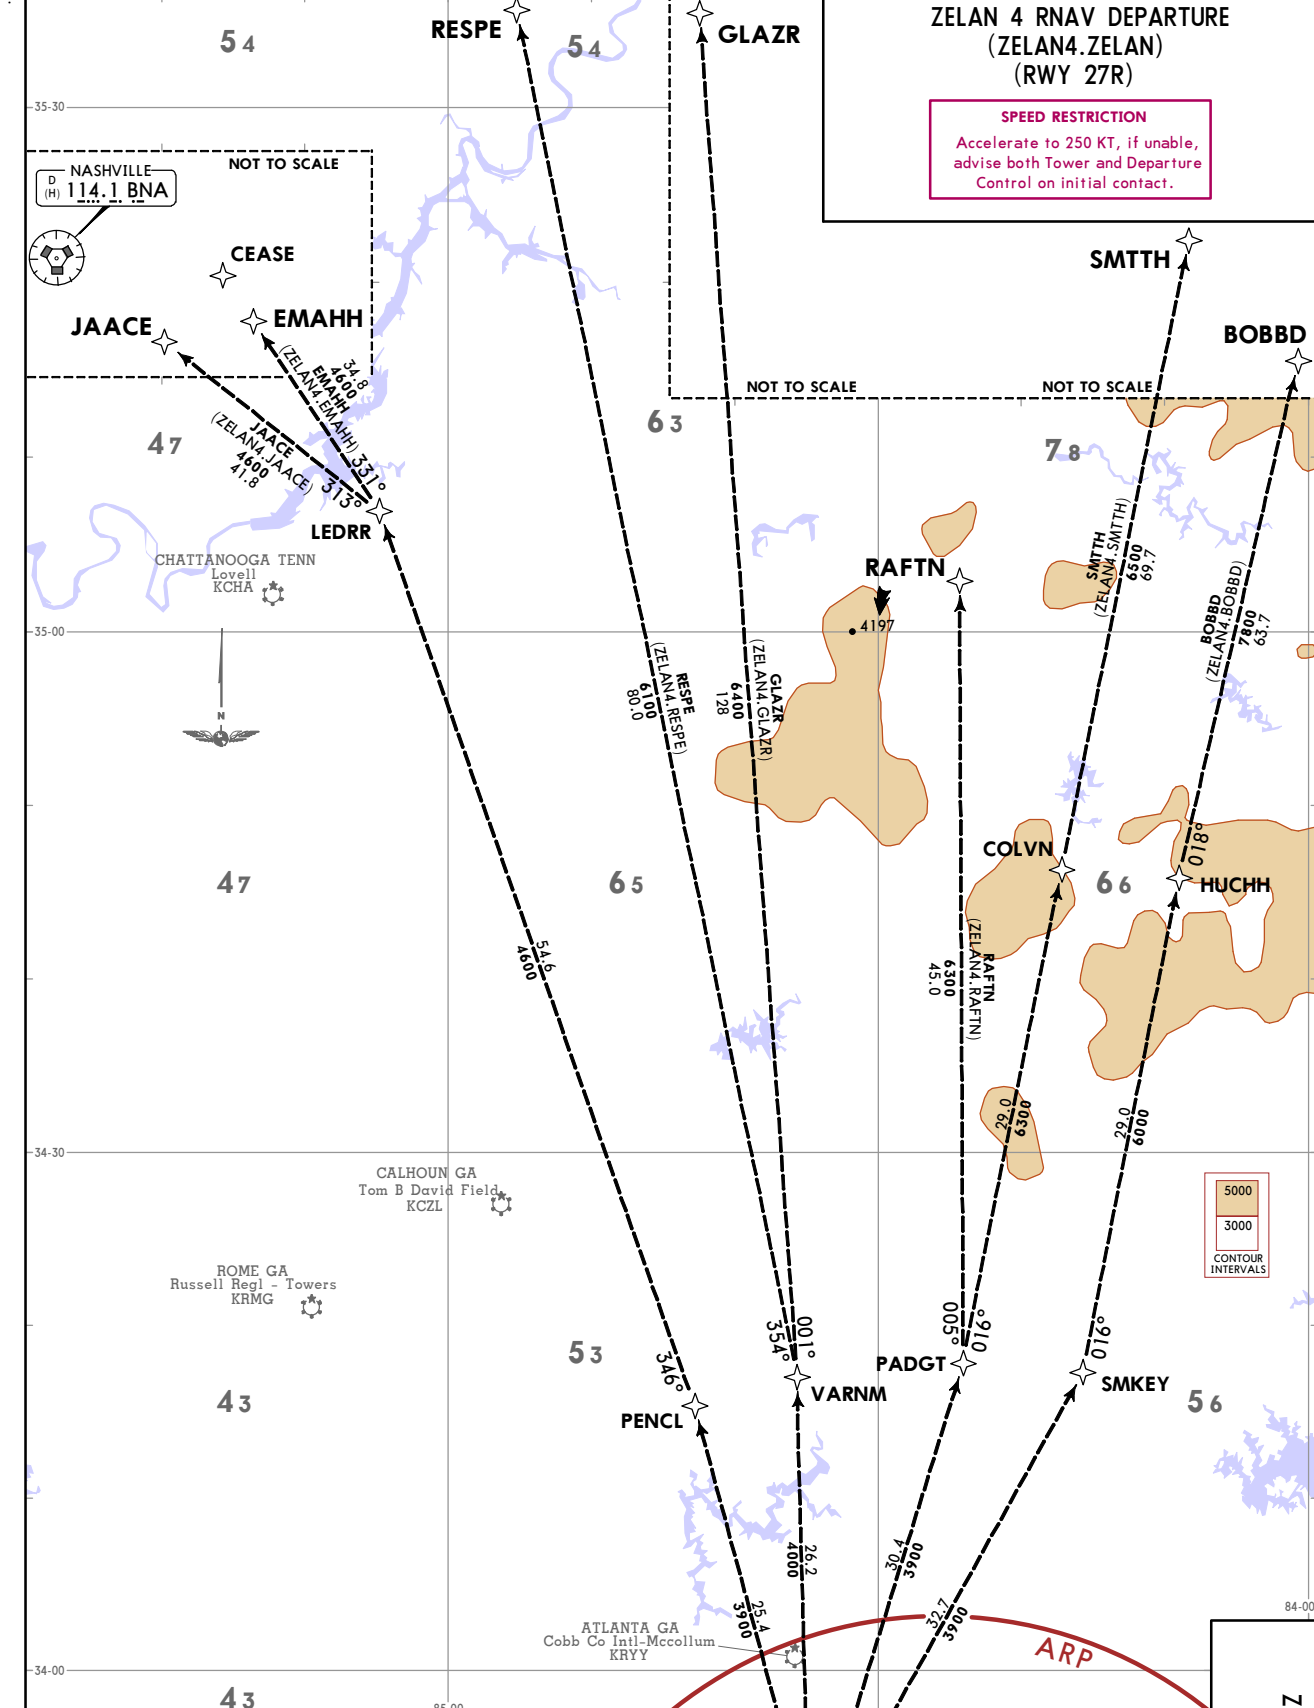 ZELAN 4 RNAV DEPARTURE
(ZELAN4.ZELAN)
(RWY 27R)
SPEED RESTRICTION
Accelerate to 250 KT, if unable,
advise both Tower and Departure
Control on initial contact.
RESPE
GLAZR
54
54
35-30
NOT TO SCALE
NASHVILLE
D
(H) 114.1 BNA
CEASE
EMAHH
JAACE
SMTTH
BOBBD
NOT TO SCALE
NOT TO SCALE
34.8
4600
EMAHH
(ZELAN4.EMAHH)
331°
JAACE
(ZELAN4.JAACE)
4600
41.8
313°
47
63
78
LEDRR
CHATTANOOGA TENN
Lovell
KCHA
RAFTN
4197
35-00
N
SMTTH
(ZELAN4.SMTTH)
6500
69.7
BOBBD
(ZELAN4.BOBBD)
7800
63.7
RESPE
(ZELAN4.RESPE)
6100
80.0
GLAZR
(ZELAN4.GLAZR)
6400
128
COLVN
018°
HUCHH
47
65
66
54.6
4600
RAFTN
(ZELAN4.RAFTN)
6300
45.0
29.0
6300
29.0
6000
34-30
CALHOUN GA
Tom B David Field
KCZL
5000
3000
CONTOUR
INTERVALS
ROME GA
Russell Regl - Towers
KRMG
53
354°
001°
005°
016°
016°
346°
PADGT
VARNM
SMKEY
PENCL
43
56
26.2
4000
30.4
3900
32.7
3900
25.4
3900
84-00
ATLANTA GA
Cobb Co Intl-Mccollum
KRYY
ARP
34-00
43
85-00
Z